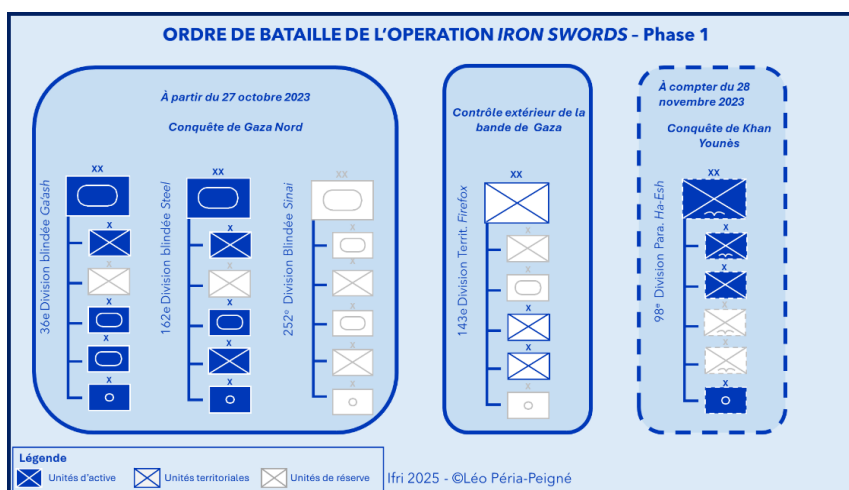 ORDRE DE BATAILLE DE L'OPERATION IRON SWORDS – Phase 1
À partir du 27 octobre 2023
Conquête de Gaza Nord
36e Division blindée Ga'ash
XX
X
X
X
X
X
162e Division blindée Steel
XX
X
X
X
X
X
252e Division Blindée Sinai
XX
X
X
X
X
X
Contrôle extérieur de la
bande de Gaza
143e Division Territ. Firefox
XX
X
X
X
X
X
À compter du 28
novembre 2023
Conquête de Khan
Younès
98e Division Para. Ha-Esh
XX
X
X
X
X
X
Légende
Unités d'active
Unités territoriales
Unités de réserve
Ifri 2025 - ©Léo Péria-Peigné